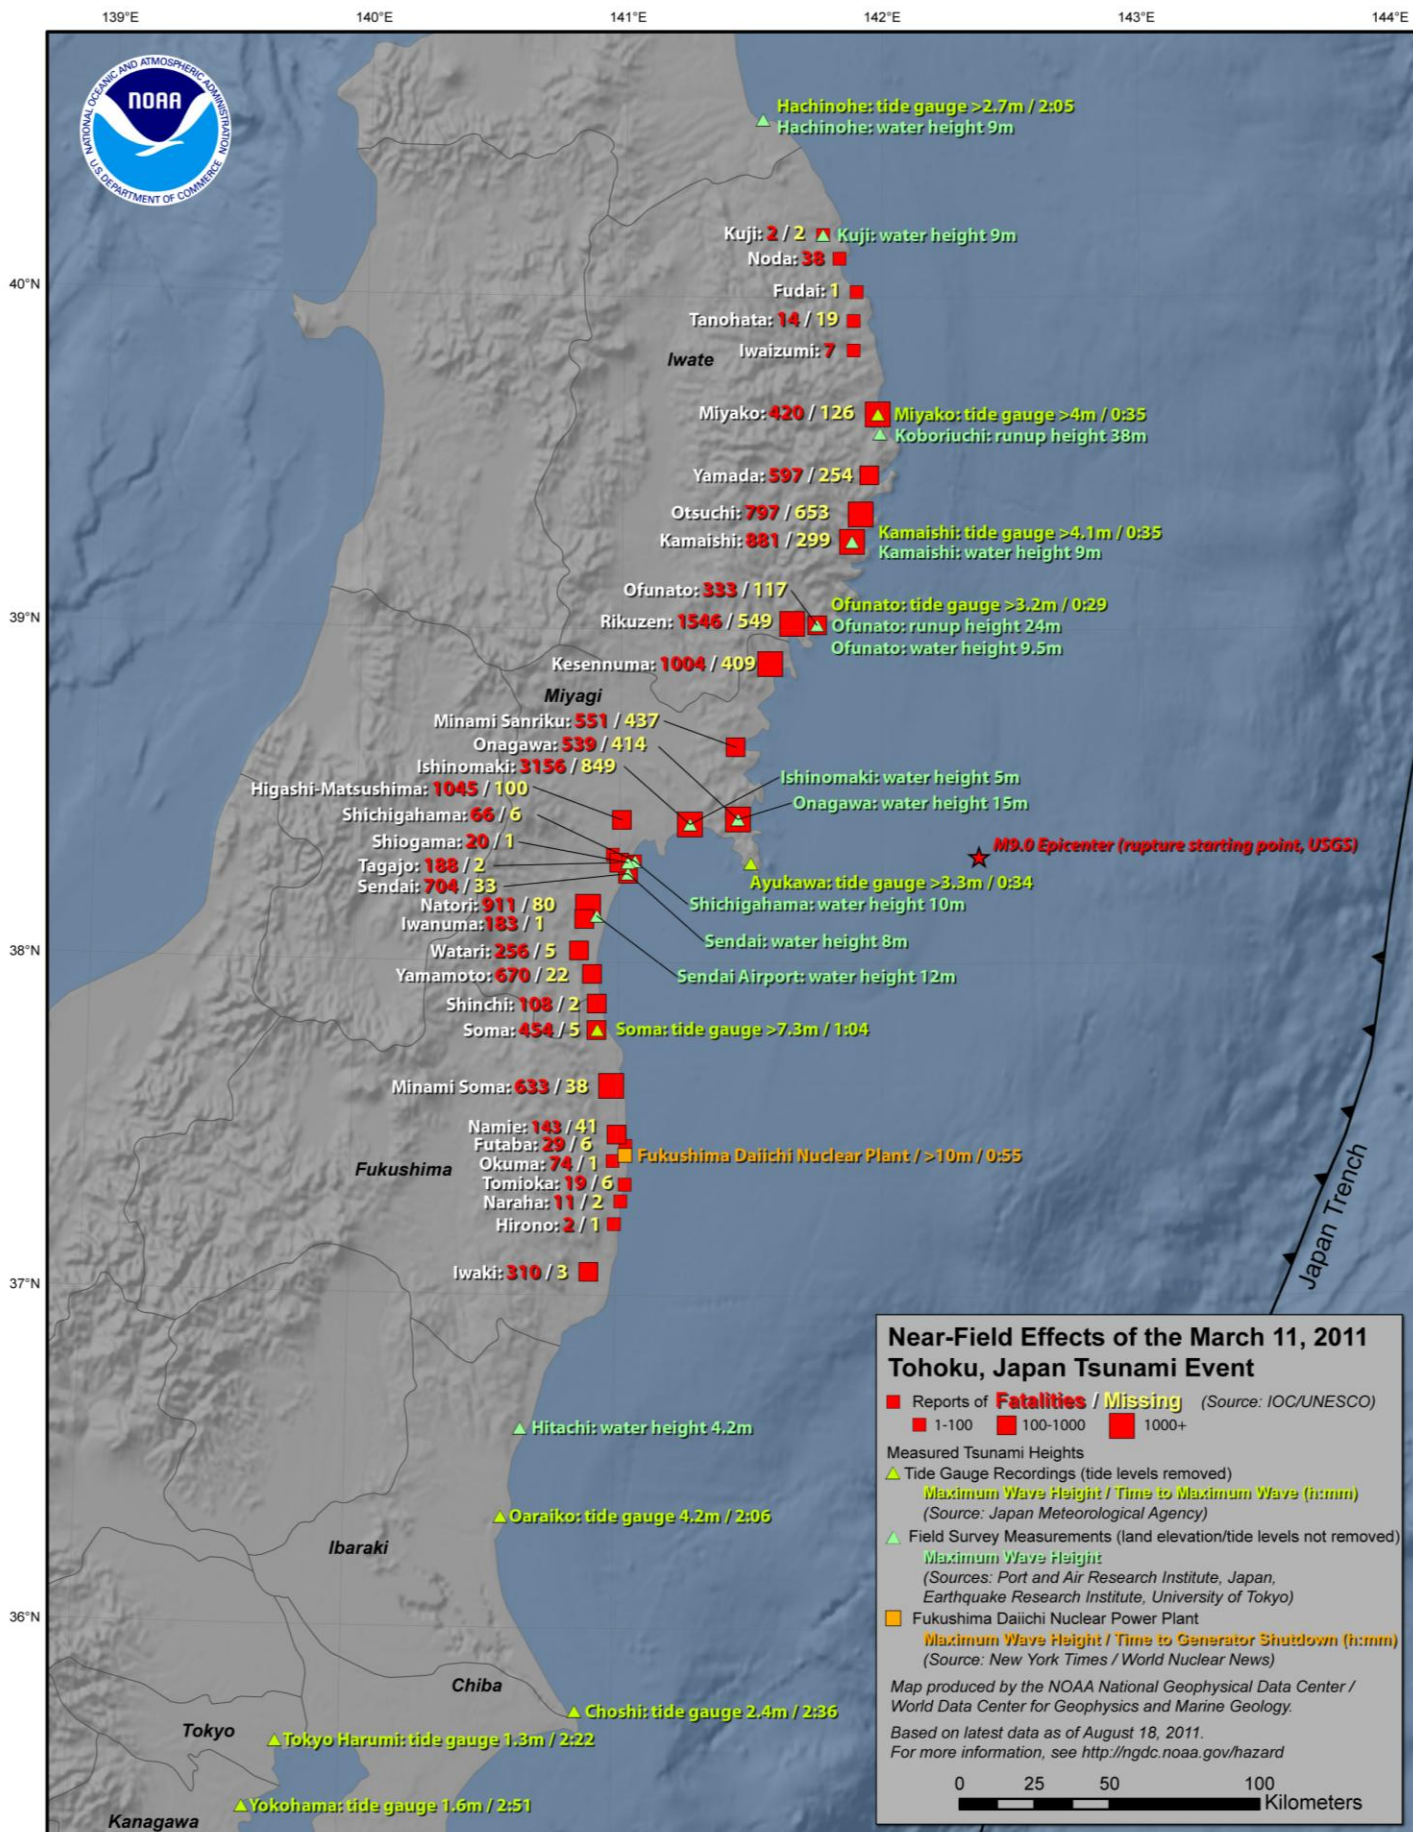 139°E 140°E 141°E 142°E 143°E 144°E
NATIONAL OCEANIC AND ATMOSPHERIC ADMINISTRATION
NOAA
U.S. DEPARTMENT OF COMMERCE
Hachinohe: tide gauge >2.7m / 2:05
Hachinohe: water height 9m
Kuji: 2 / 2 Kuji: water height 9m
Noda: 38
40°N
Fudai: 1
Tanohata: 14 / 19
Iwaizumi: 7
Iwate
Miyako: 420 / 126 Miyako: tide gauge >4m / 0:35
Koboriuchi: runup height 38m
Yamada: 597 / 254
Otsuchi: 797 / 653
Kamaishi: tide gauge >4.1m / 0:35
Kamaishi: 881 / 299 Kamaishi: water height 9m
Ofunato: 333 / 117
Ofunato: tide gauge >3.2m / 0:29
39°N
Rikuzen: 1546 / 549 Ofunato: runup height 24m
Ofunato: water height 9.5m
Kesennuma: 1004 / 409
Miyagi
Minami Sanriku: 551 / 437
Onagawa: 539 / 414
Ishinomaki: 3156 / 849
Ishinomaki: water height 5m
Higashi-Matsushima: 1045 / 100
Onagawa: water height 15m
Shichigahama: 66 / 6
Shiogama: 20 / 1
M9.0 Epicenter (rupture starting point, USGS)
Tagajo: 188 / 2
Ayukawa: tide gauge >3.3m / 0:34
Sendai: 704 / 33
Natori: 911 / 80 Shichigahama: water height 10m
Iwanuma: 183 / 1
Sendai: water height 8m
38°N
Watari: 256 / 5
Yamamoto: 670 / 22 Sendai Airport: water height 12m
Shinchi: 108 / 2
Soma: 454 / 5 Soma: tide gauge >7.3m / 1:04
Minami Soma: 633 / 38
Namie: 143 / 41
Futaba: 29 / 6
Fukushima Daiichi Nuclear Plant / >10m / 0:55
Okuma: 74 / 1
Fukushima
Tomioka: 19 / 6
Naraha: 11 / 2
Hirono: 2 / 1
Japan Trench
Iwaki: 310 / 3
37°N
Near-Field Effects of the March 11, 2011
Tohoku, Japan Tsunami Event
Reports of Fatalities / Missing (Source: IOC/UNESCO)
1-100 100-1000 1000+
Measured Tsunami Heights
Tide Gauge Recordings (tide levels removed)
Maximum Wave Height / Time to Maximum Wave (h:mm)
(Source: Japan Meteorological Agency)
Field Survey Measurements (land elevation/tide levels not removed)
Maximum Wave Height
(Sources: Port and Air Research Institute, Japan,
Earthquake Research Institute, University of Tokyo)
Fukushima Daiichi Nuclear Power Plant
Maximum Wave Height / Time to Generator Shutdown (h:mm)
(Source: New York Times / World Nuclear News)
Map produced by the NOAA National Geophysical Data Center /
World Data Center for Geophysics and Marine Geology.
Based on latest data as of August 18, 2011.
For more information, see http://ngdc.noaa.gov/hazard
0 25 50 100
Kilometers
Hitachi: water height 4.2m
Oaraiko: tide gauge 4.2m / 2:06
Ibaraki
36°N
Chiba
Choshi: tide gauge 2.4m / 2:36
Tokyo
Tokyo Harumi: tide gauge 1.3m / 2:22
Yokohama: tide gauge 1.6m / 2:51
Kanagawa